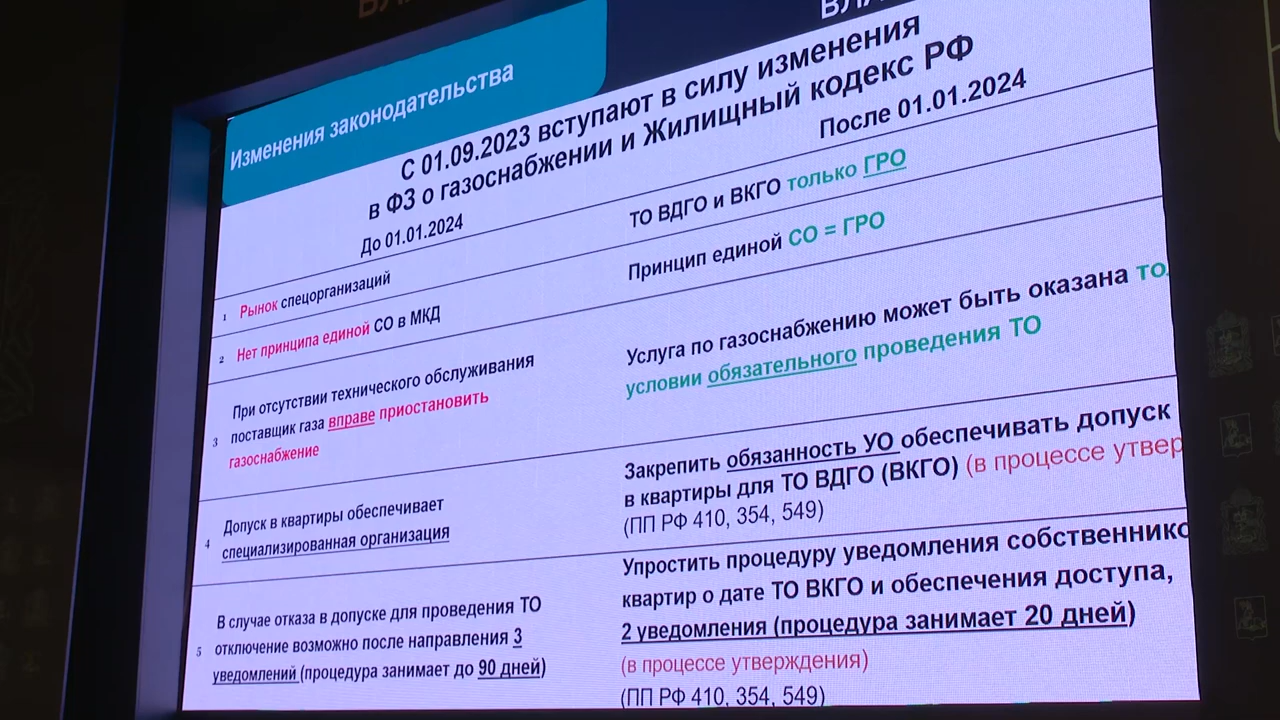 Изменения законодательства
С 01.09.2023 вступают в силу изменения
в ФЗ о газоснабжении и Жилищный кодекс РФ
До 01.01.2024
После 01.01.2024
1 Рынок спецорганизаций
ТО ВДГО и ВКГО только ГРО
2 Нет принципа единой СО в МКД
Принцип единой СО = ГРО
3 При отсутствии технического обслуживания
поставщик газа вправе приостановить
газоснабжение
Услуга по газоснабжению может быть оказана
условии обязательного проведения ТО
4 Допуск в квартиры обеспечивает
специализированная организация
Закрепить обязанность УО обеспечивать допуск
в квартиры для ТО ВДГО (ВКГО) (в процессе утвер
(ПП РФ 410, 354, 549)
5 В случае отказа в допуске для проведения ТО
отключение возможно после направления 3
уведомлений (процедура занимает до 90 дней)
Упростить процедуру уведомления собственнико
квартир о дате ТО ВКГО и обеспечения доступа,
2 уведомления (процедура занимает 20 дней)
(в процессе утверждения)
(ПП РФ 410, 354, 549)